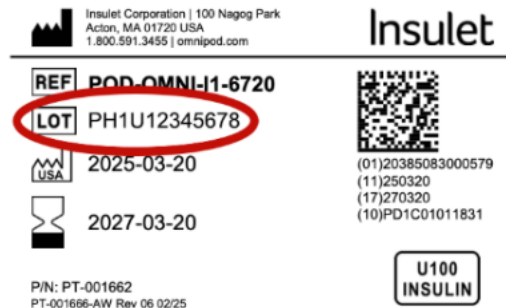 Insulet Corporation | 100 Nagog Park
Acton, MA 01720 USA
1.800.591.3455 | omnipod.com
Insulet
REF POD-OMNI-I1-6720
LOT PH1U12345678
USA 2025-03-20
2027-03-20
(01)20385083000579
(11)250320
(17)270320
(10)PD1C01011831
P/N: PT-001662
PT-001666-AW Rev 06 02/25
U100
INSULIN